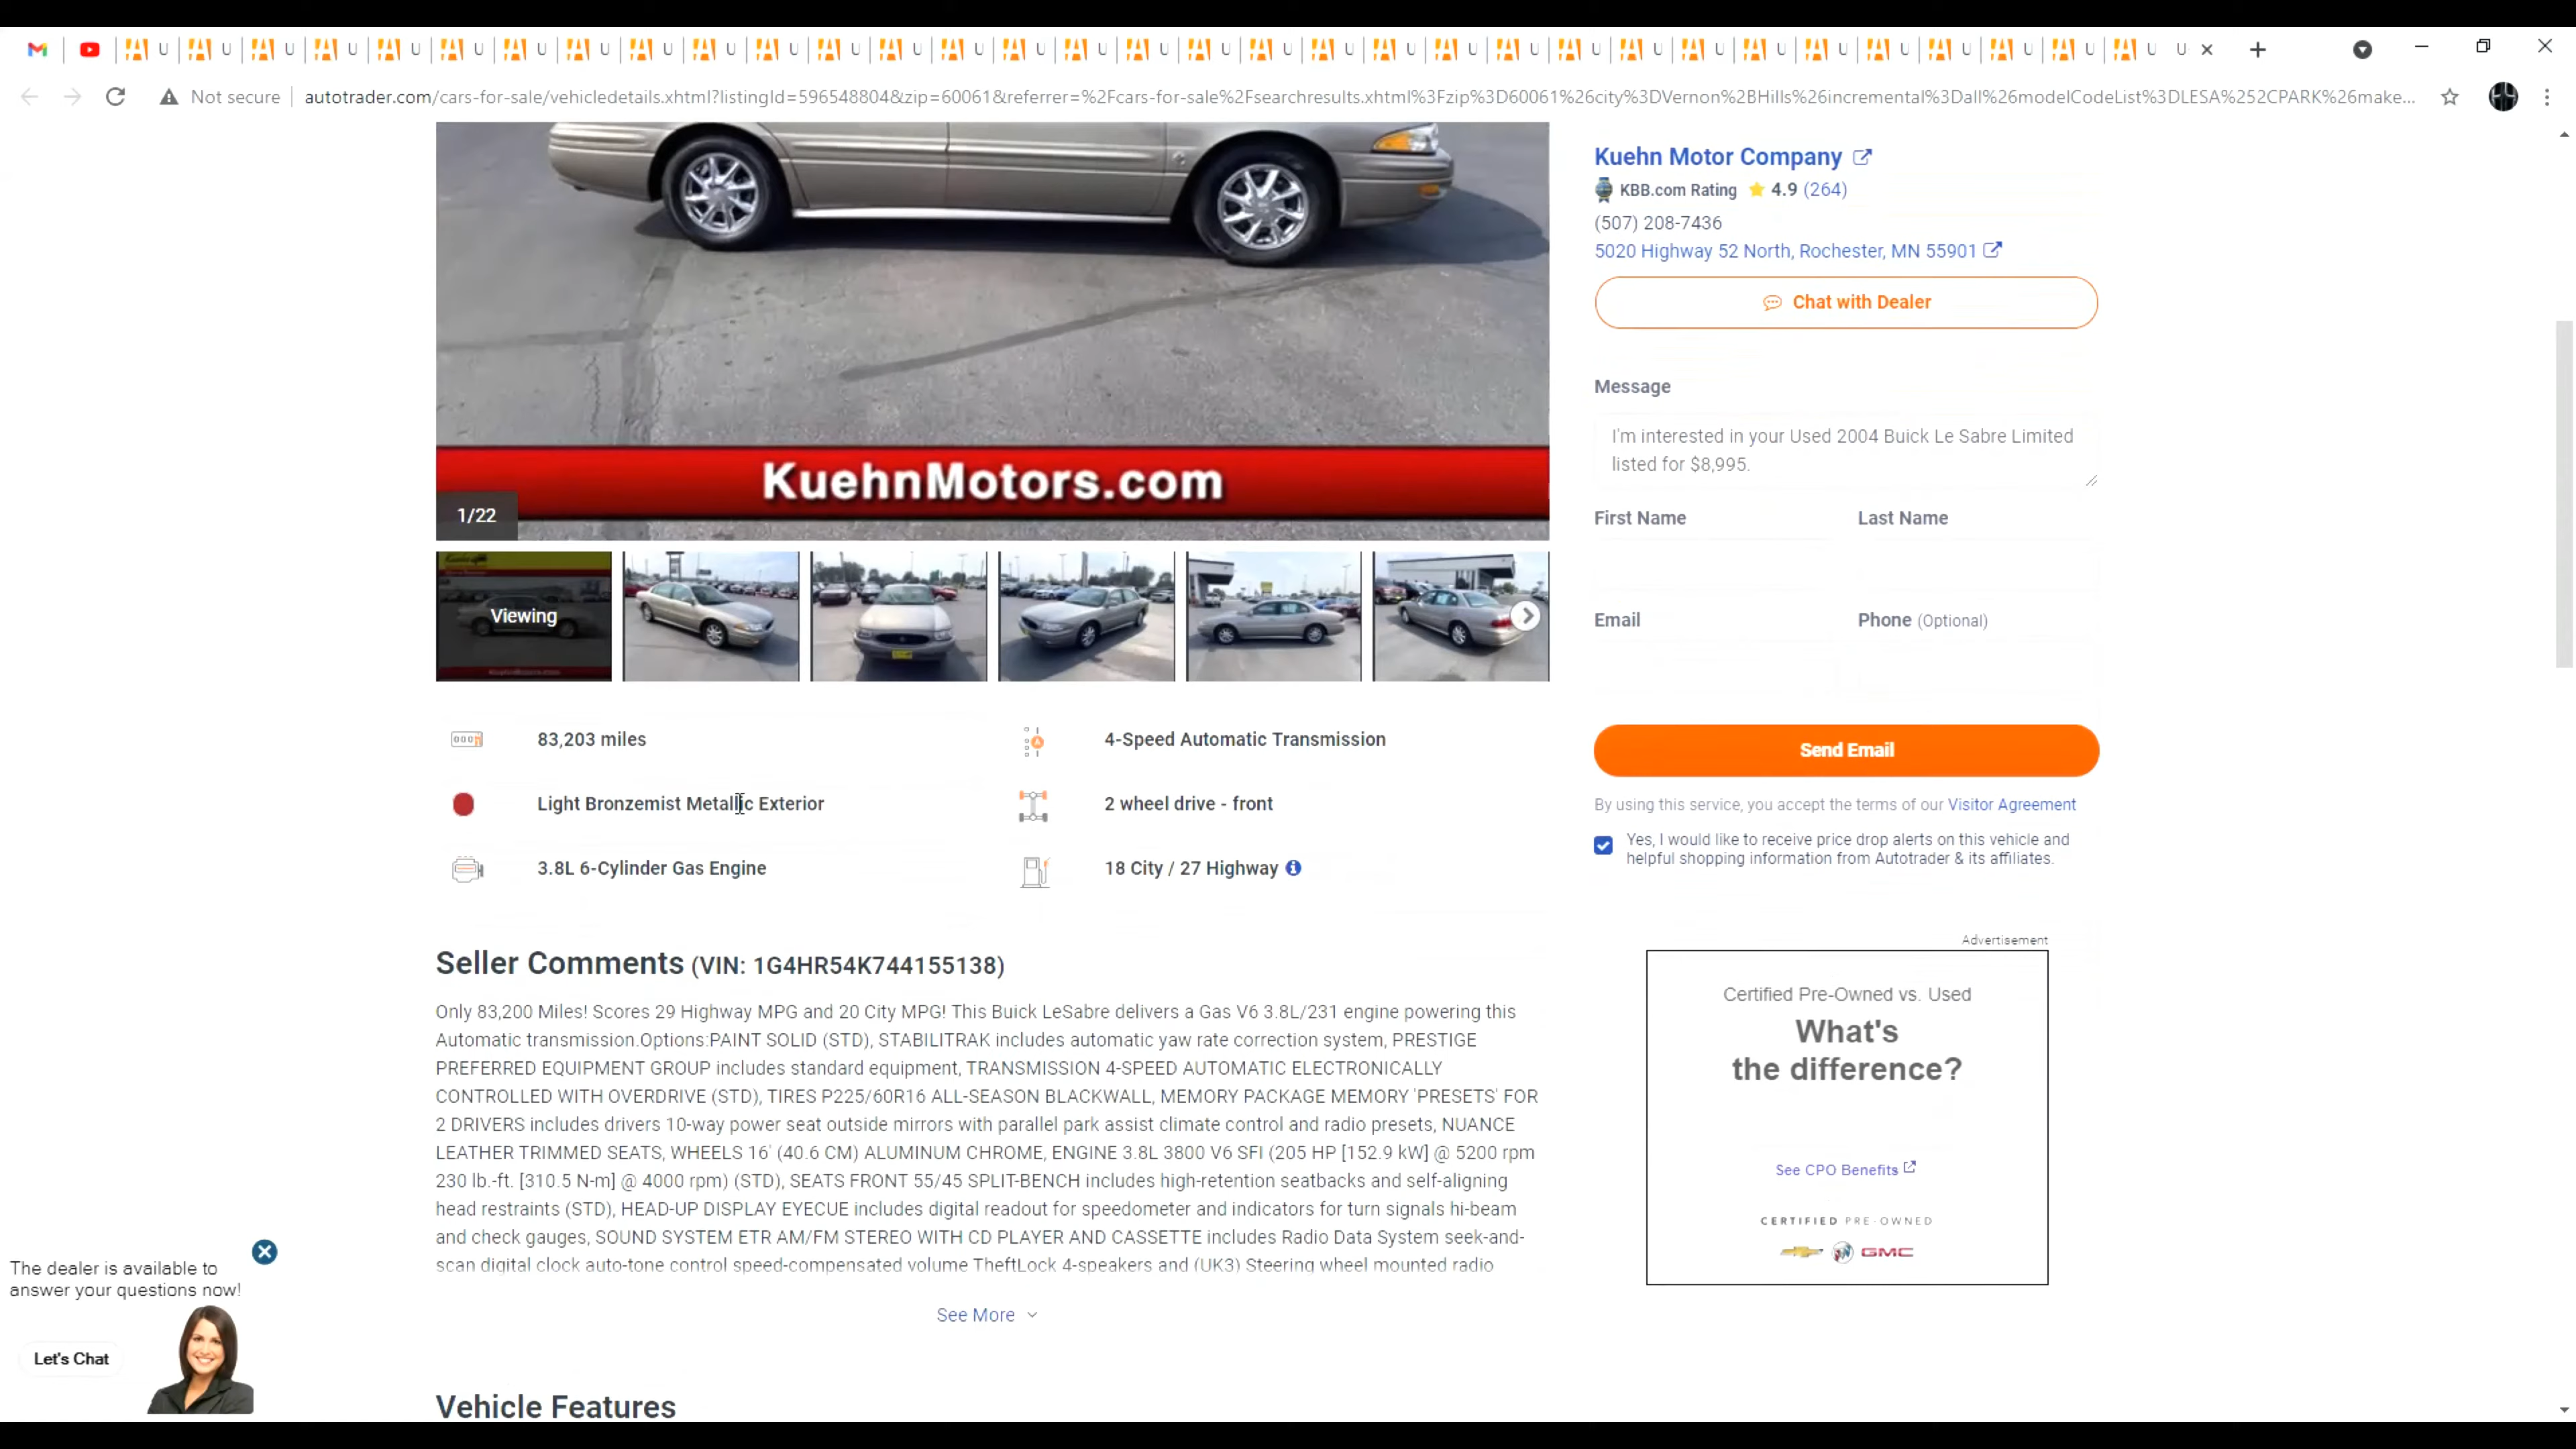 U U U U U U U U U U U U U U U U U U U U U U U U U U U U U U U U U U
Not secure autotrader.com/cars-for-sale/vehicledetails.xhtml?listingId=596548804&zip=60061&referrer=%2Fcars-for-sale%2Fsearchresults.xhtml%3Fzip%3D60061%26city%3DVernon%2BHills%26incremental%3Dall%26modelCodeList%3DLESA%252CPARK%26make...
KuehnMotors.com
1/22
Viewing
83,203 miles
4-Speed Automatic Transmission
Light Bronzemist Metallic Exterior
2 wheel drive - front
3.8L 6-Cylinder Gas Engine
18 City / 27 Highway
Seller Comments (VIN: 1G4HR54K744155138)
Only 83,200 Miles! Scores 29 Highway MPG and 20 City MPG! This Buick LeSabre delivers a Gas V6 3.8L/231 engine powering this
Automatic transmission.Options:PAINT SOLID (STD), STABILITRAK includes automatic yaw rate correction system, PRESTIGE
PREFERRED EQUIPMENT GROUP includes standard equipment, TRANSMISSION 4-SPEED AUTOMATIC ELECTRONICALLY
CONTROLLED WITH OVERDRIVE (STD), TIRES P225/60R16 ALL-SEASON BLACKWALL, MEMORY PACKAGE MEMORY 'PRESETS' FOR
2 DRIVERS includes drivers 10-way power seat outside mirrors with parallel park assist climate control and radio presets, NUANCE
LEATHER TRIMMED SEATS, WHEELS 16' (40.6 CM) ALUMINUM CHROME, ENGINE 3.8L 3800 V6 SFI (205 HP [152.9 kW] @ 5200 rpm
230 lb.-ft. [310.5 N-m] @ 4000 rpm) (STD), SEATS FRONT 55/45 SPLIT-BENCH includes high-retention seatbacks and self-aligning
head restraints (STD), HEAD-UP DISPLAY EYECUE includes digital readout for speedometer and indicators for turn signals hi-beam
and check gauges, SOUND SYSTEM ETR AM/FM STEREO WITH CD PLAYER AND CASSETTE includes Radio Data System seek-and-
scan digital clock auto-tone control speed-compensated volume TheftLock 4-speakers and (UK3) Steering wheel mounted radio
See More
Vehicle Features
Kuehn Motor Company
KBB.com Rating 4.9 (264)
(507) 208-7436
5020 Highway 52 North, Rochester, MN 55901
Chat with Dealer
Message
I'm interested in your Used 2004 Buick Le Sabre Limited
listed for $8,995.
First Name
Last Name
Email
Phone (Optional)
Send Email
By using this service, you accept the terms of our Visitor Agreement
Yes, I would like to receive price drop alerts on this vehicle and
helpful shopping information from Autotrader & its affiliates.
Advertisement
Certified Pre-Owned vs. Used
What's
the difference?
See CPO Benefits
CERTIFIED PRE-OWNED
GMC
The dealer is available to
answer your questions now!
Let's Chat